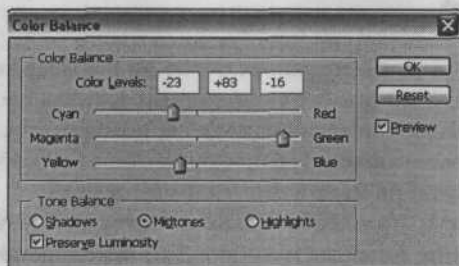 Color Balance
Color Balance
Color Levels: -23 +83 -16
Cyan Red
Magenta Green
Yellow Blue
OK
Reset
Preview
Tone Balance
Shadows Midtones Highlights
Preserve Luminosity